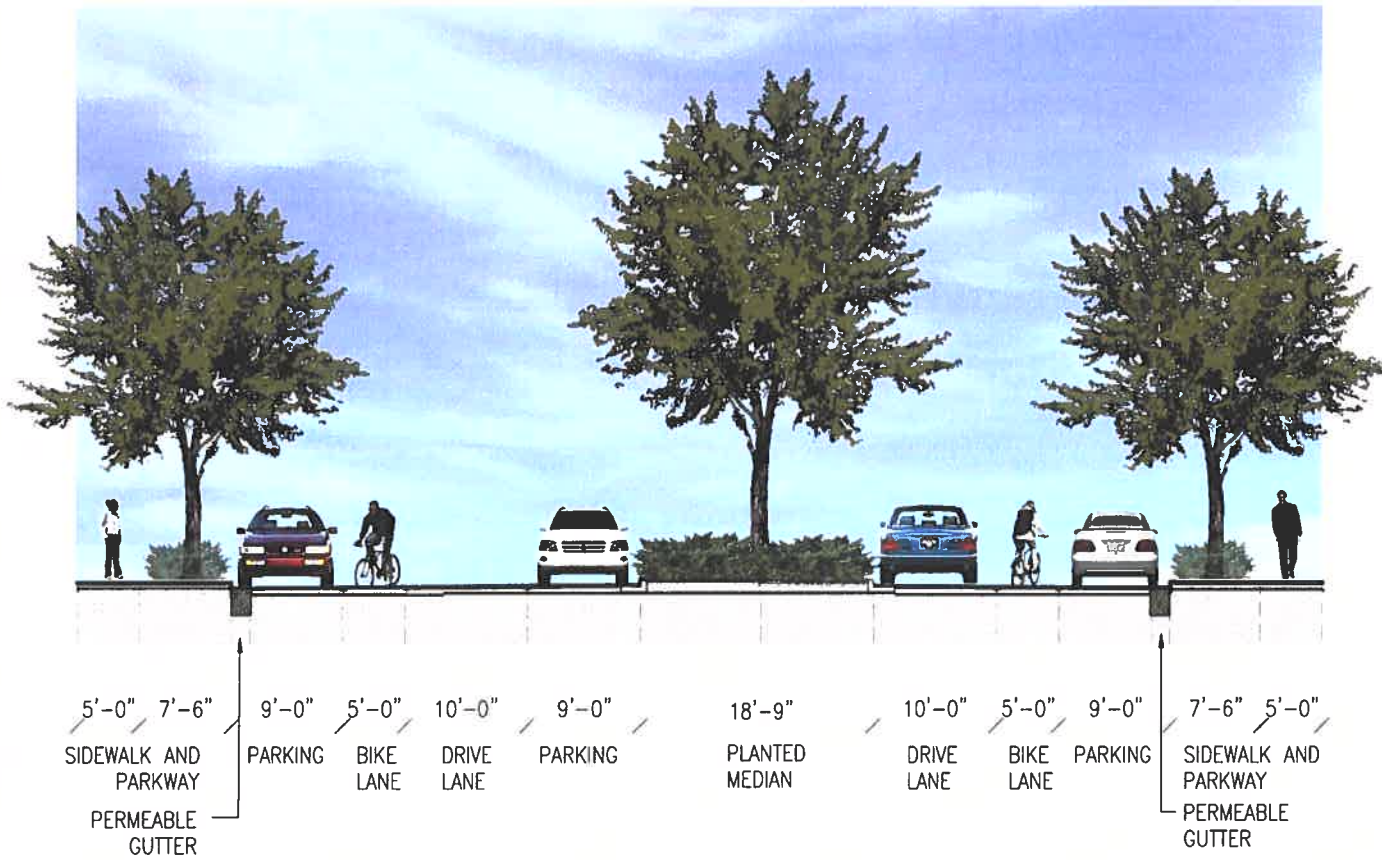 5'-0" 7'-6" 9'-0" 5'-0" 10'-0" 9'-0" 18'-9" 10'-0" 5'-0" 9'-0" 7'-6" 5'-0"
SIDEWALK AND
PARKWAY
PARKING
BIKE
LANE
DRIVE
LANE
PARKING
PLANTED
MEDIAN
DRIVE
LANE
BIKE
LANE
PARKING
SIDEWALK AND
PARKWAY
PERMEABLE
GUTTER
PERMEABLE
GUTTER